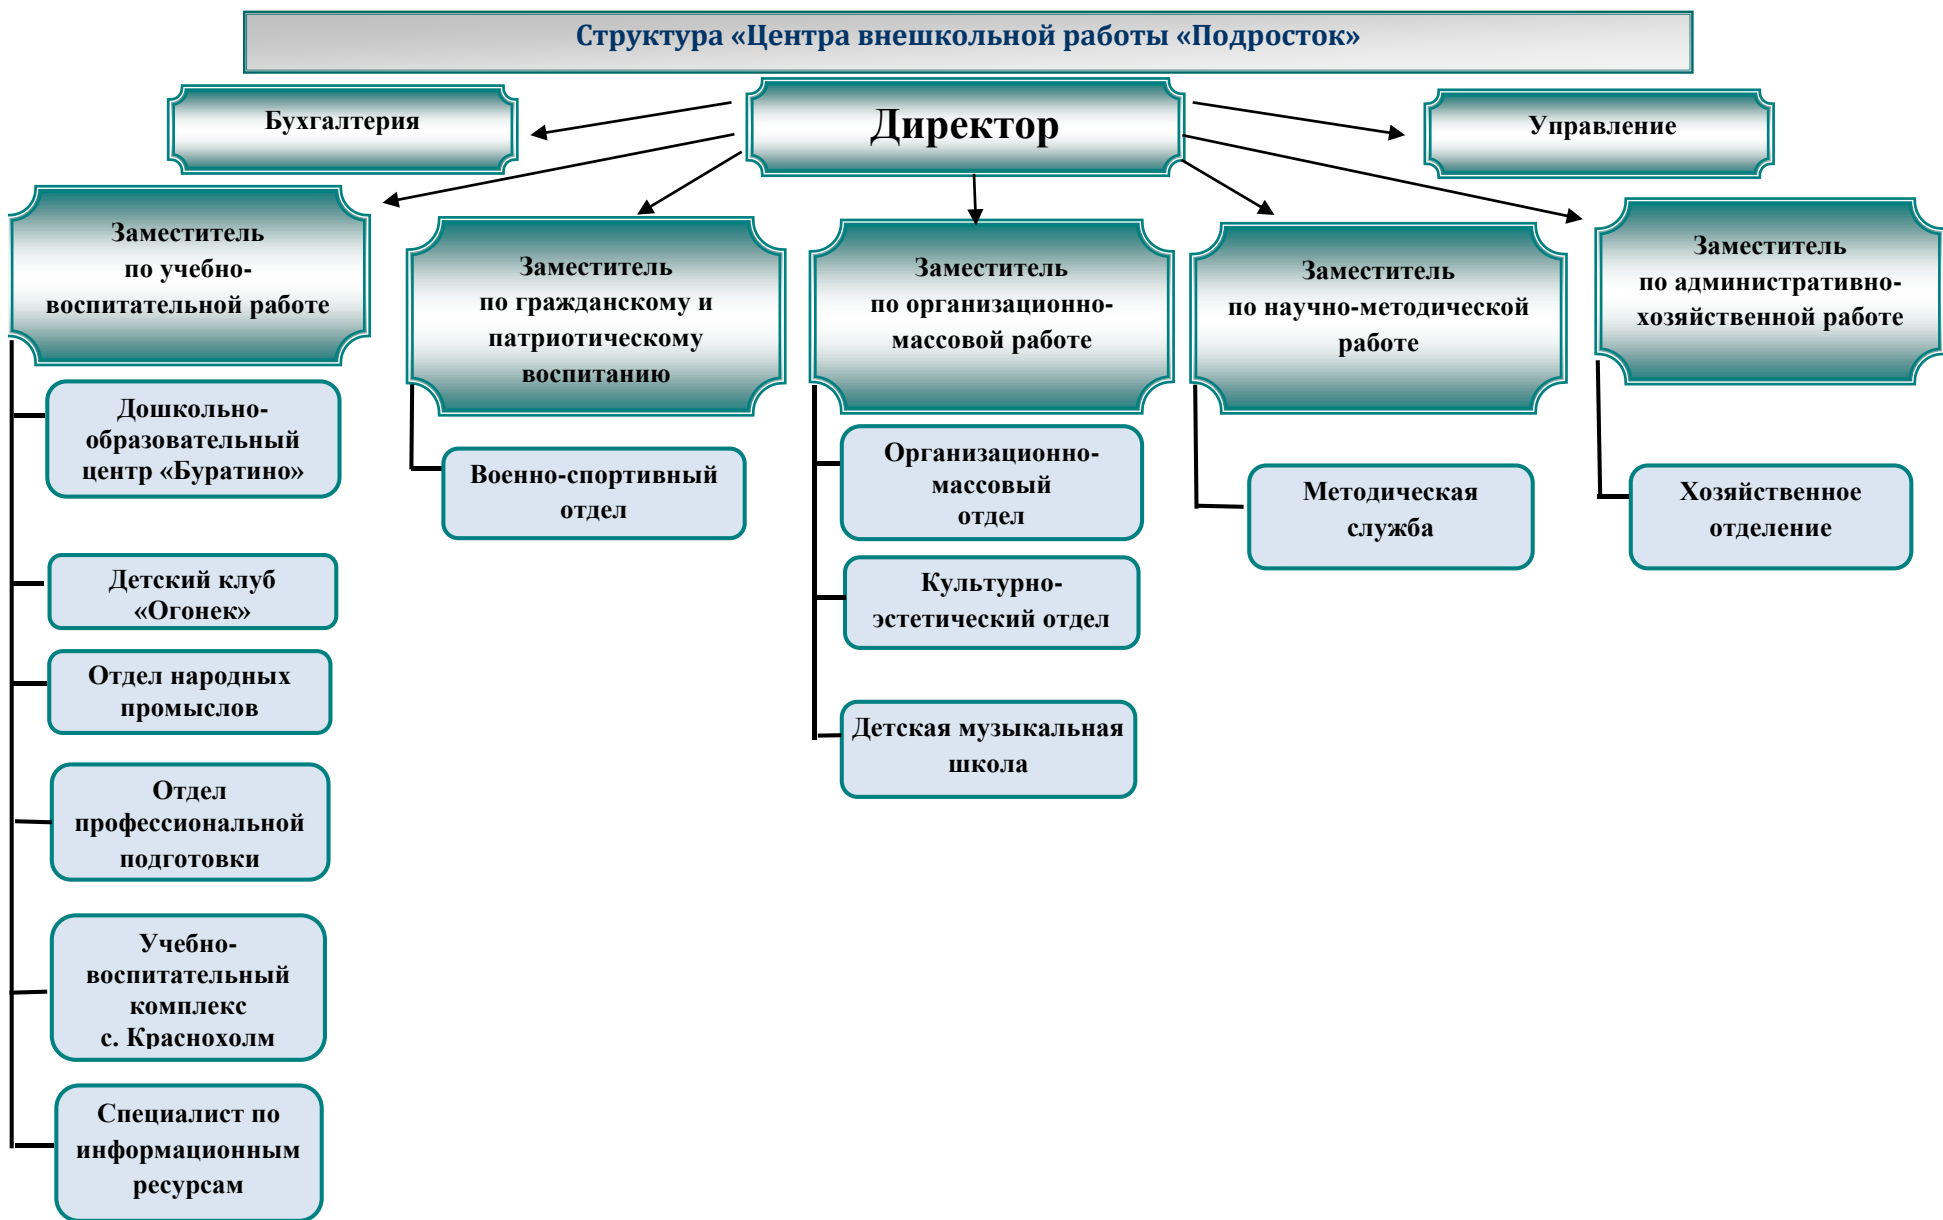 Структура «Центра внешкольной работы «Подросток»
Бухгалтерия
Директор
Управление
Заместитель
по учебно-
воспитательной работе
Заместитель
по гражданскому и
патриотическому
воспитанию
Заместитель
по организационно-
массовой работе
Заместитель
по научно-методической
работе
Заместитель
по административно-
хозяйственной работе
Дошкольно-
образовательный
центр «Буратино»
Детский клуб
«Огонек»
Отдел народных
промыслов
Отдел
профессиональной
подготовки
Учебно-
воспитательный
комплекс
с. Краснохолм
Специалист по
информационным
ресурсам
Военно-спортивный
отдел
Организационно-
массовый
отдел
Культурно-
эстетический отдел
Детская музыкальная
школа
Методическая
служба
Хозяйственное
отделение